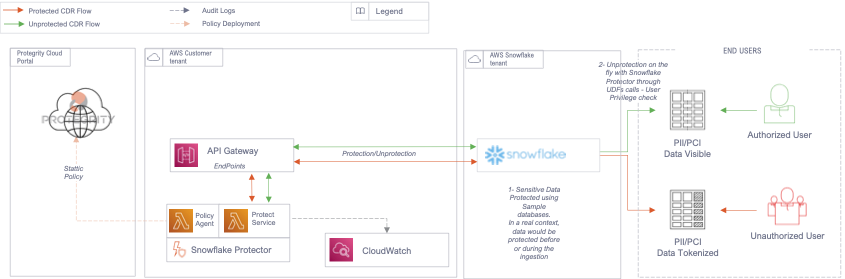 Protected CDR Flow
Unprotected CDR Flow
Audit Logs
Policy Deployment
Legend
Protegrity Cloud
Portal
PROTEGRITY
Stattic
Policy
AWS Customer
tenant
API Gateway
EndPoints
Policy
Agent
Protect
Service
Snowflake Protector
CloudWatch
Protection/Unprotection
AWS Snowflake
tenant
snowflake
1- Sensitive Data
Protected using
Sample
databases.
In a real context,
data would be
protected before
or during the
ingestion
2- Unprotection on the
fly with Snowflake
Protector through
UDFs calls - User
Privilege check
END USERS
PII/PCI
Data Visible
Authorized User
PII/PCI
Data Tokenized
Unauthorized User